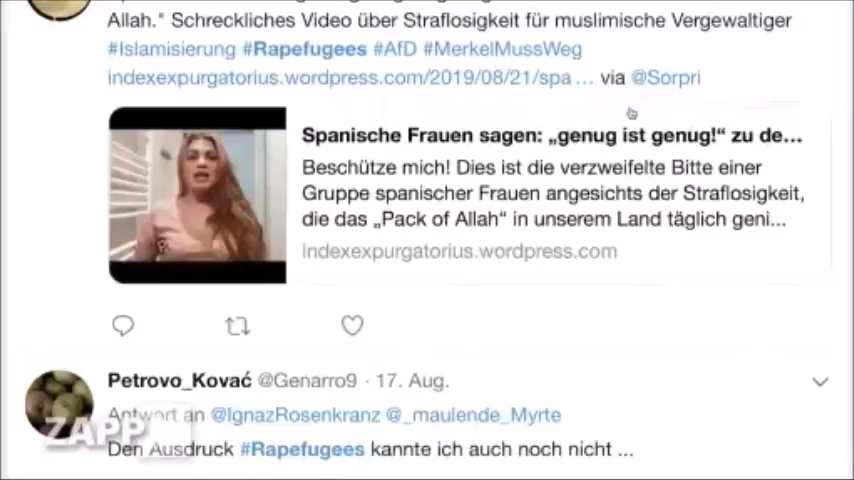 Allah." Schreckliches Video über Straflosigkeit für muslimische Vergewaltiger
#Islamisierung #Rapefugees #AfD #MerkelMussWeg
indexexpurgatorius.wordpress.com/2019/08/21/spa... via @Sorpri
Spanische Frauen sagen: „genug ist genug!“ zu de...
Beschütze mich! Dies ist die verzweifelte Bitte einer
Gruppe spanischer Frauen angesichts der Straflosigkeit,
die das „Pack of Allah“ in unserem Land täglich geni...
indexexpurgatorius.wordpress.com
Petrovo_Kovać @Genarro9 · 17. Aug.
Antwort an @IgnazRosenkranz @_maulende_Myrte
ZAPP
Den Ausdruck #Rapefugees kannte ich auch noch nicht ...